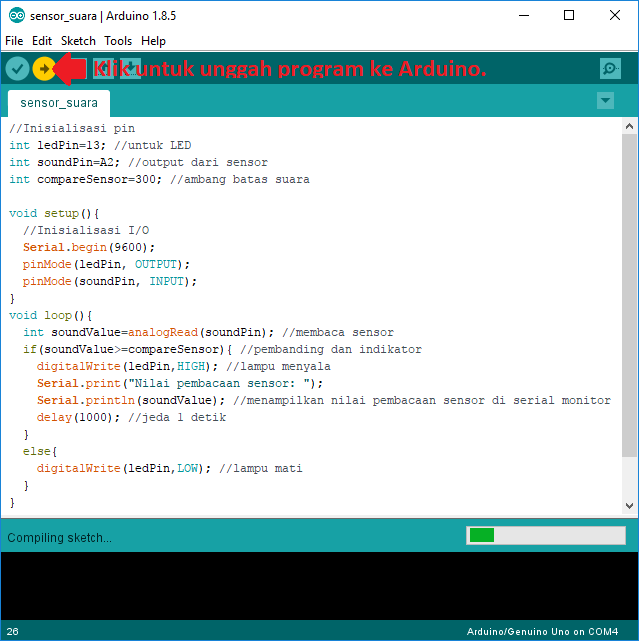 sensor_suara | Arduino 1.8.5
File Edit Sketch Tools Help
Klik untuk unggah program ke Arduino.
sensor_suara
//Inisialisasi pin
int ledPin=13; //untuk LED
int soundPin=A2; //output dari sensor
int compareSensor=300; //ambang batas suara
void setup(){
//Inisialisasi I/O
Serial.begin(9600);
pinMode(ledPin, OUTPUT);
pinMode(soundPin, INPUT);
}
void loop(){
int soundValue=analogRead(soundPin); //membaca sensor
if(soundValue>=compareSensor){ //pembanding dan indikator
digitalWrite(ledPin,HIGH); //lampu menyala
Serial.print("Nilai pembacaan sensor: ");
Serial.println(soundValue); //menampilkan nilai pembacaan sensor di serial monitor
delay(1000); //jeda 1 detik
}
else{
digitalWrite(ledPin,LOW); //lampu mati
}
}
Compiling sketch...
26 Arduino/Genuino Uno on COM4